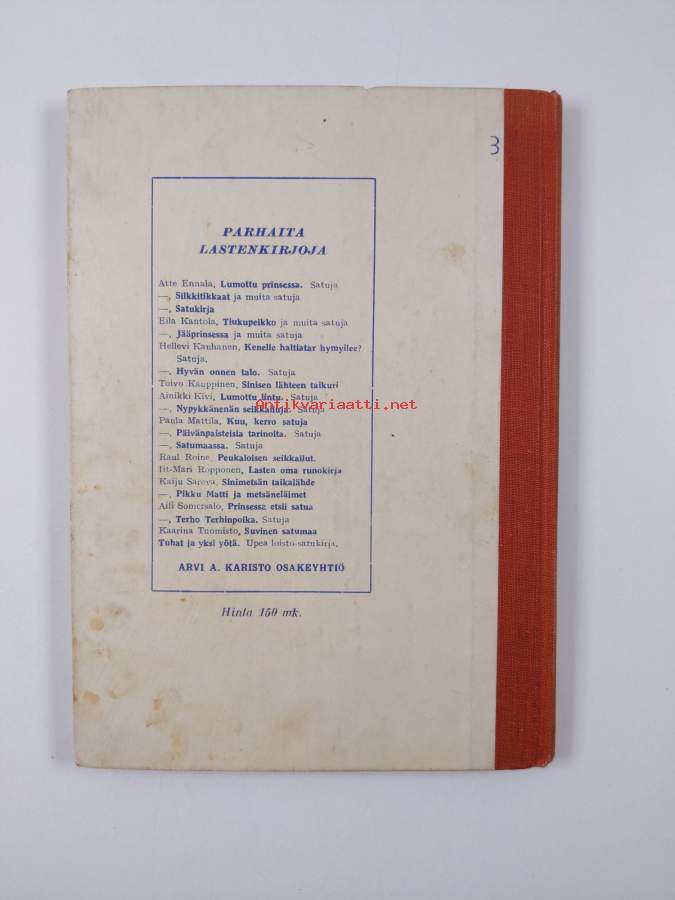 3
PARHAITA
LASTENKIRJOJA
Atte Ennala, Lumottu prinsessa. Satuja
—, Silkkitikkaat ja muita satuja
—, Satukirja
Eila Kantola, Tiukupeikko ja muita satuja
—, Jääprinsessa ja muita satuja
Hellevi Kauhanen, Kenelle haltiatar hymyilee?
Satuja.
—, Hyvän onnen talo. Satuja
Toivo Kauppinen, Sinisen lähteen taikuri
Ainikki Kivi, Lumottu lintu. Satuja
—, Nypykkänenän seikkailuja. Satuja
Antikvariaatti.net
Paula Mattila, Kuu, kerro satuja
—, Päivänpaisteisia tarinoita. Satuja
—, Satumaassa. Satuja
Raul Roine, Peukaloisen seikkailut.
Iit-Mari Ropponen, Lasten oma runokirja
Kaiju Sarova, Sinimetsän taikalähde
—, Pikku Matti ja metsäneläimet
Aili Somersalo, Prinsessa etsii satua
—, Terho Terhinpoika. Satuja
Kaarina Tuomisto, Suvinen satumaa
Tuhat ja yksi yötä. Upea loisto-satukirja.
ARVI A. KARISTO OSAKEYHTIÖ
Hinta 150 mk.